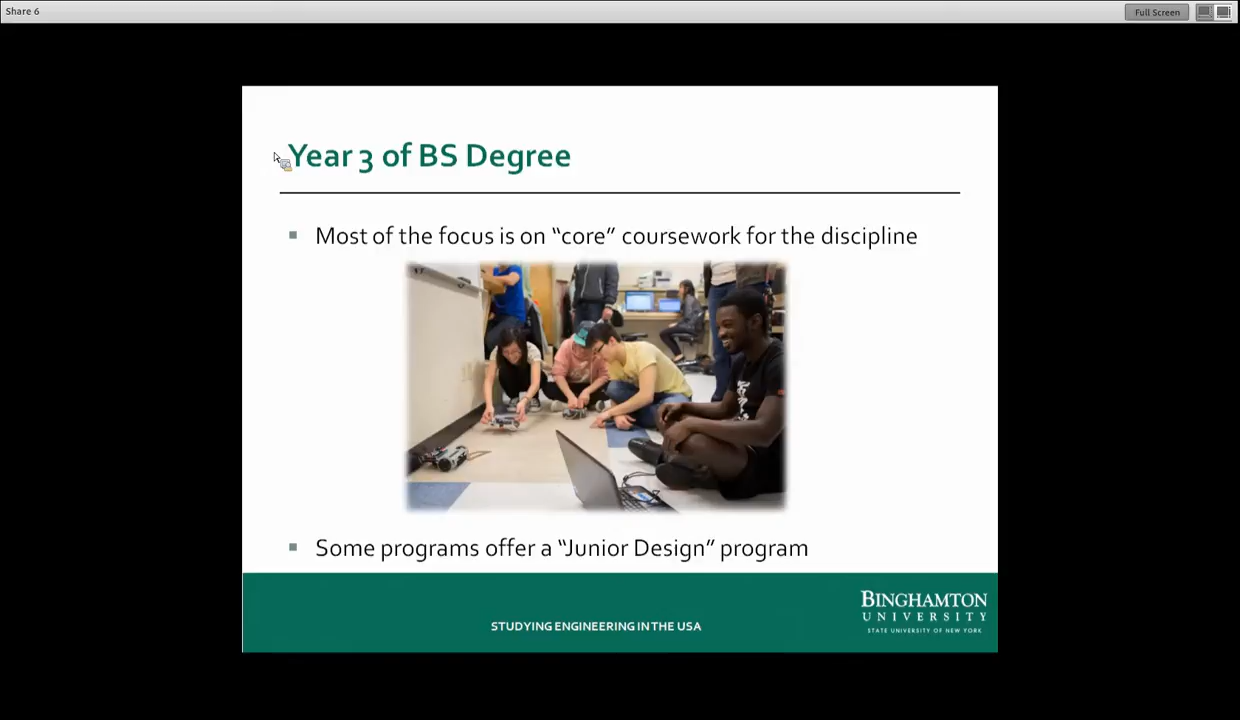 Share 6
Full Screen
Year 3 of BS Degree
Most of the focus is on “core” coursework for the discipline
Some programs offer a “Junior Design” program
STUDYING ENGINEERING IN THE USA
BINGHAMTON
UNIVERSITY
STATE UNIVERSITY OF NEW YORK